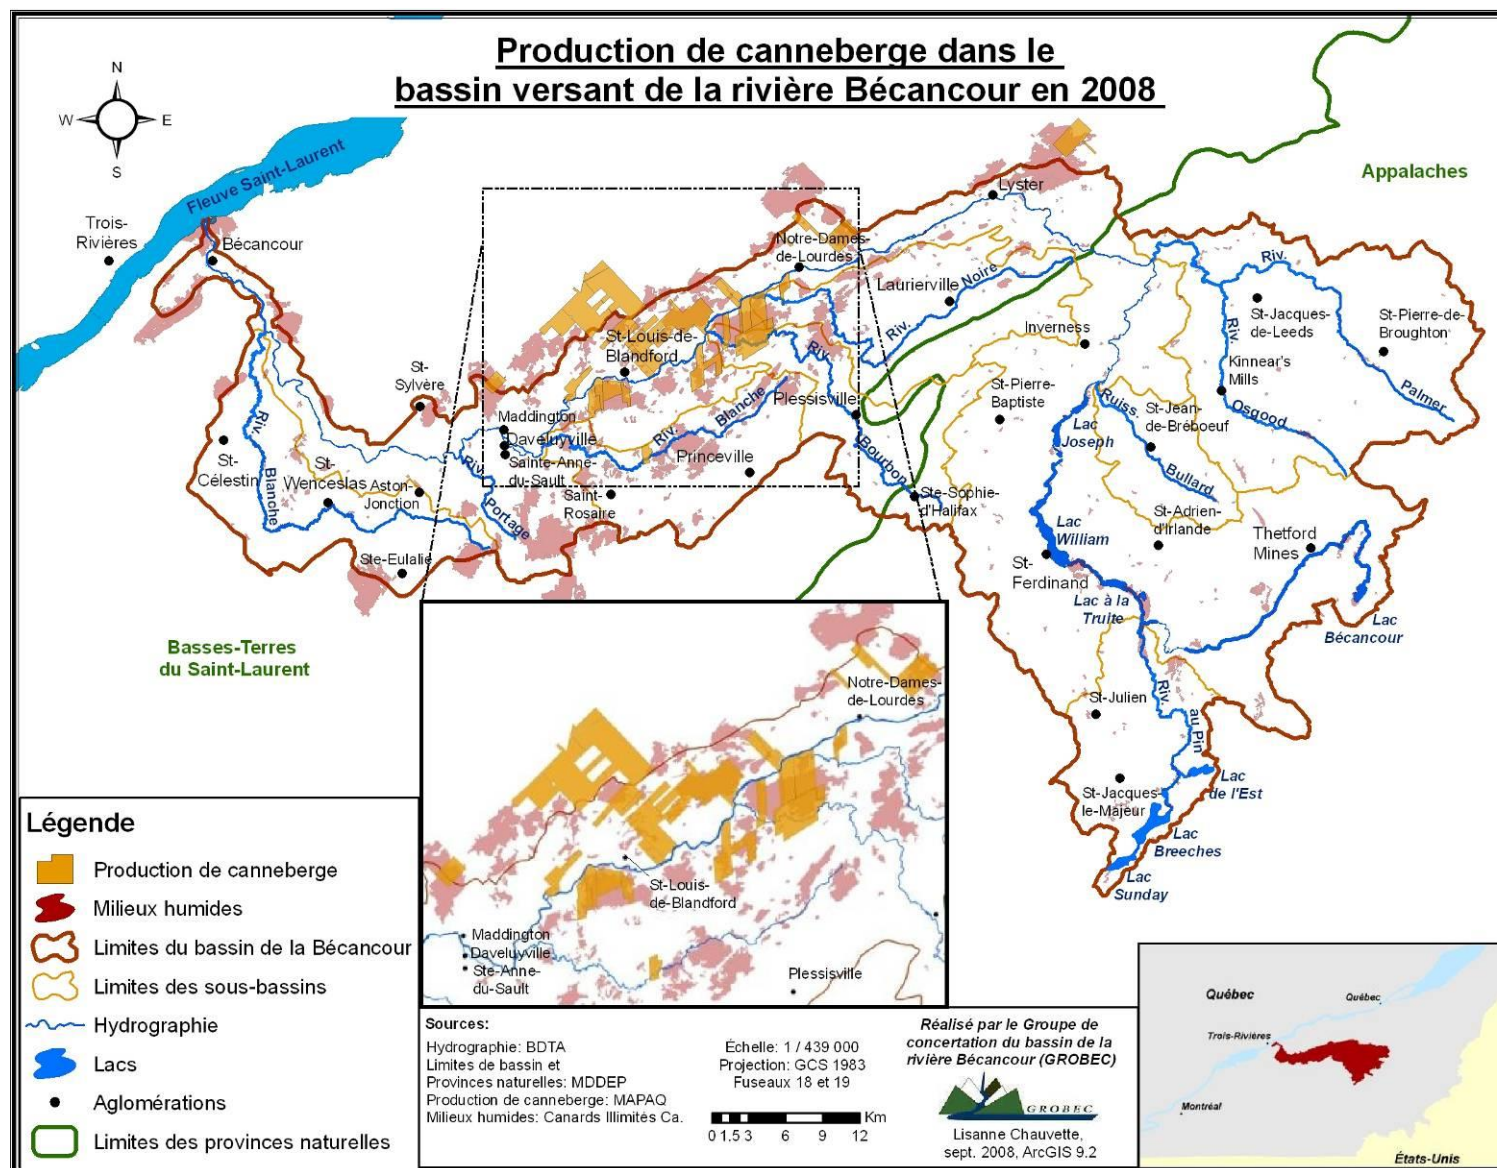 Production de canneberge dans le
bassin versant de la rivière Bécancour en 2008
N
W
E
S
Fleuve Saint-Laurent
Appalaches
Trois-
Rivières
Bécancour
Lyster
Notre-Dames-
de-Lourdes
Laurierville
Riv.
Noire
Riv.
St-Jacques-
de-Leeds
St-Pierre-de-
Broughton
Riv.
Kinnear's
Mills
Palmer
Osgood
Inverness
St-Louis-de-
Blandford
Riv.
St-
Sylvère
St-Pierre-
Baptiste
Plessisville
Ruiss.
St-Jean-
de-Bréboeuf
Lac
Joseph
Bullard
Maddington
Daveluyville
Sainte-Anne-
du-Sault
Riv.
Blanche
Bourbon
Princeville
Riv.
Blanche
St-
Célestin
St-
Wenceslas
Aston-
Jonction
Riv.
Portage
Saint-
Rosaire
Ste-Sophie-
d'Halifax
St-Adrien-
d'Irlande
Thetford
Mines
Lac
William
St-
Ferdinand
Ste-Eulalie
Lac à la
Truite
Lac
Bécancour
Basses-Terres
du Saint-Laurent
St-Julien
Riv.
au Pin
Lac
de l'Est
St-Jacques-
le-Majeur
Lac
Breeches
Lac
Sunday
Notre-Dames-
de-Lourdes
St-Louis-
de-Blandford
Maddington
Daveluyville
Ste-Anne-
du-Sault
Plessisville
Légende
Production de canneberge
Milieux humides
Limites du bassin de la Bécancour
Limites des sous-bassins
Hydrographie
Lacs
Aglomérations
Limites des provinces naturelles
Sources:
Hydrographie: BDTA
Limites de bassin et
Provinces naturelles: MDDEP
Production de canneberge: MAPAQ
Milieux humides: Canards Illimités Ca.
Échelle: 1 / 439 000
Projection: GCS 1983
Fuseaux 18 et 19
Km
0 1.5 3 6 9 12
Réalisé par le Groupe de
concertation du bassin de la
rivière Bécancour (GROBEC)
GROBEC
Lisanne Chauvette,
sept. 2008, ArcGIS 9.2
Québec
Québec
Trois-Rivières
Montréal
États-Unis